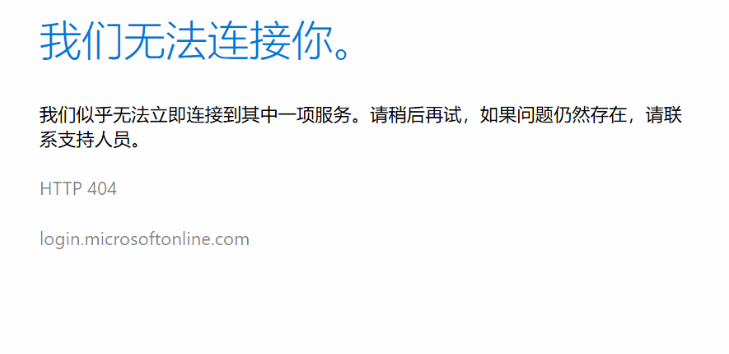 我们无法连接你。
我们似乎无法立即连接到其中一项服务。请稍后再试，如果问题仍然存在，请联
系支持人员。
HTTP 404
login.microsoftonline.com